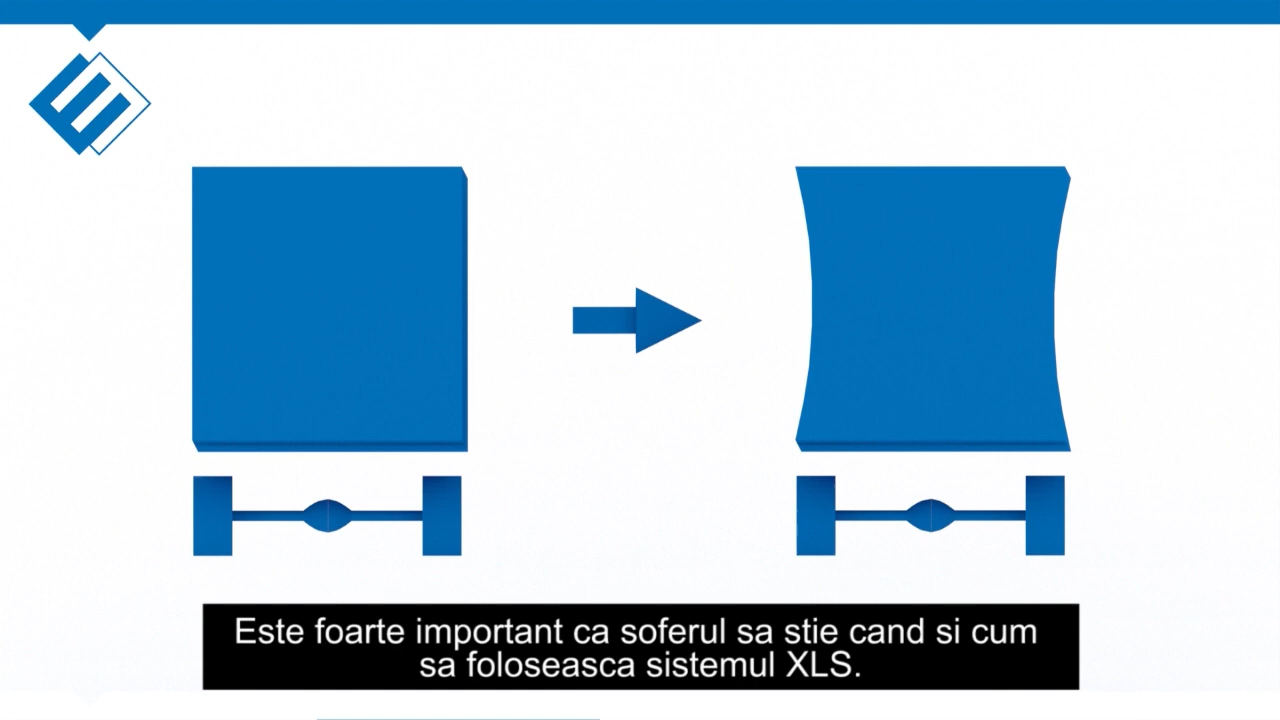 Este foarte important ca soferul sa stie cand si cum
sa foloseasca sistemul XLS.